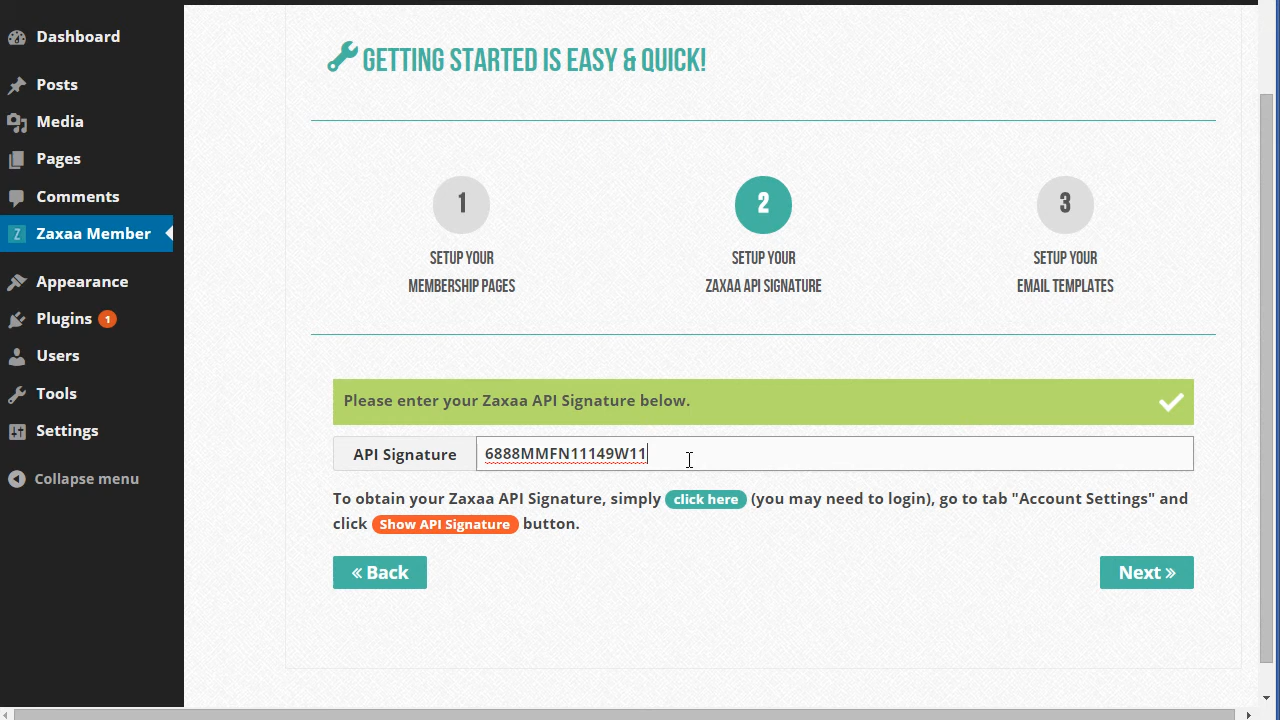 Dashboard
Posts
Media
Pages
Comments
Zaxaa Member
Appearance
Plugins 1
Users
Tools
Settings
Collapse menu
GETTING STARTED IS EASY & QUICK!
1
SETUP YOUR
MEMBERSHIP PAGES
2
SETUP YOUR
ZAXAA API SIGNATURE
3
SETUP YOUR
EMAIL TEMPLATES
Please enter your Zaxaa API Signature below.
API Signature 6888MMFN11149W11
To obtain your Zaxaa API Signature, simply click here (you may need to login), go to tab "Account Settings" and
click Show API Signature button.
« Back
Next »